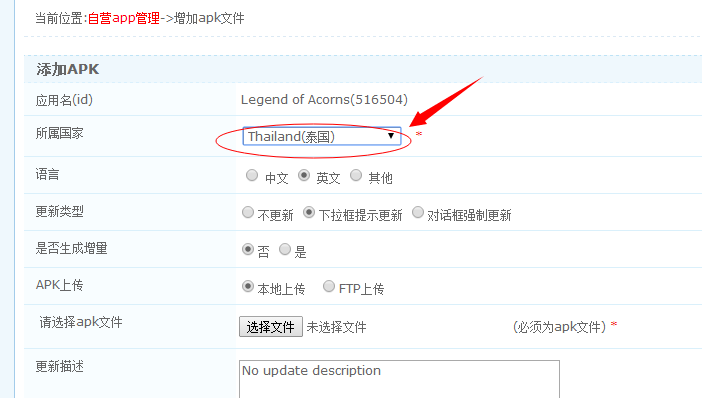 当前位置:自营app管理->增加apk文件
添加APK
应用名(id) Legend of Acorns(516504)
所属国家 Thailand(泰国) *
语言 中文 英文 其他
更新类型 不更新 下拉框提示更新 对话框强制更新
是否生成增量 否 是
APK上传 本地上传 FTP上传
请选择apk文件 选择文件 未选择文件 (必须为apk文件) *
更新描述 No update description